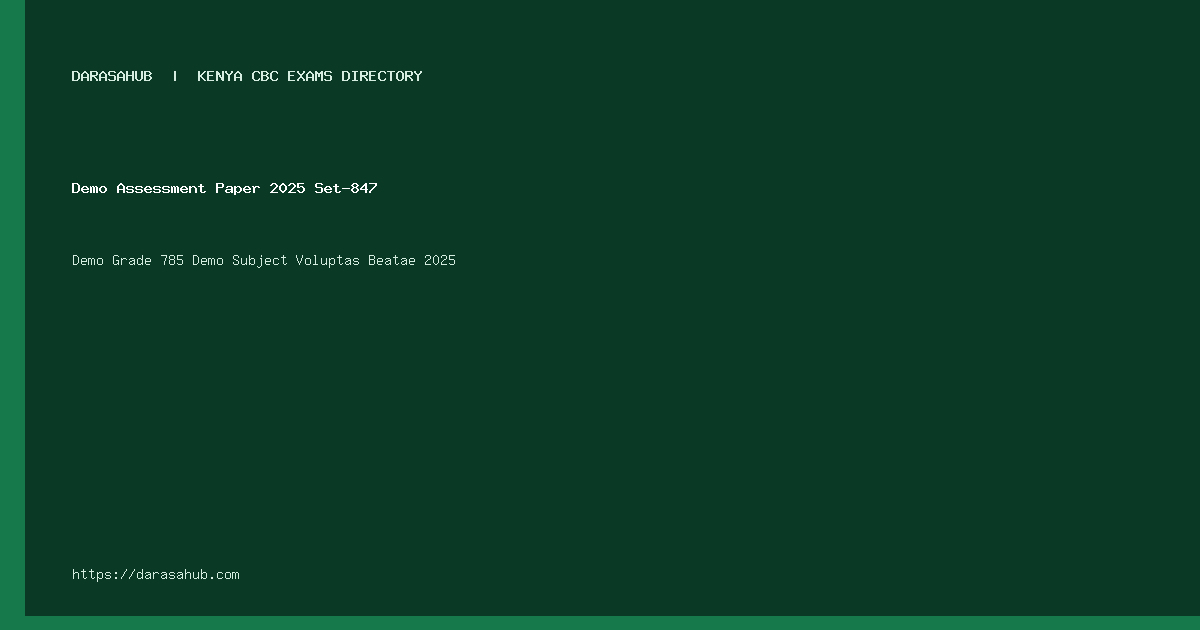 DARASAHUB | KENYA CBC EXAMS DIRECTORY
Demo Assessment Paper 2025 Set-847
Demo Grade 785 Demo Subject Voluptas Beatae 2025
https://darasahub.com